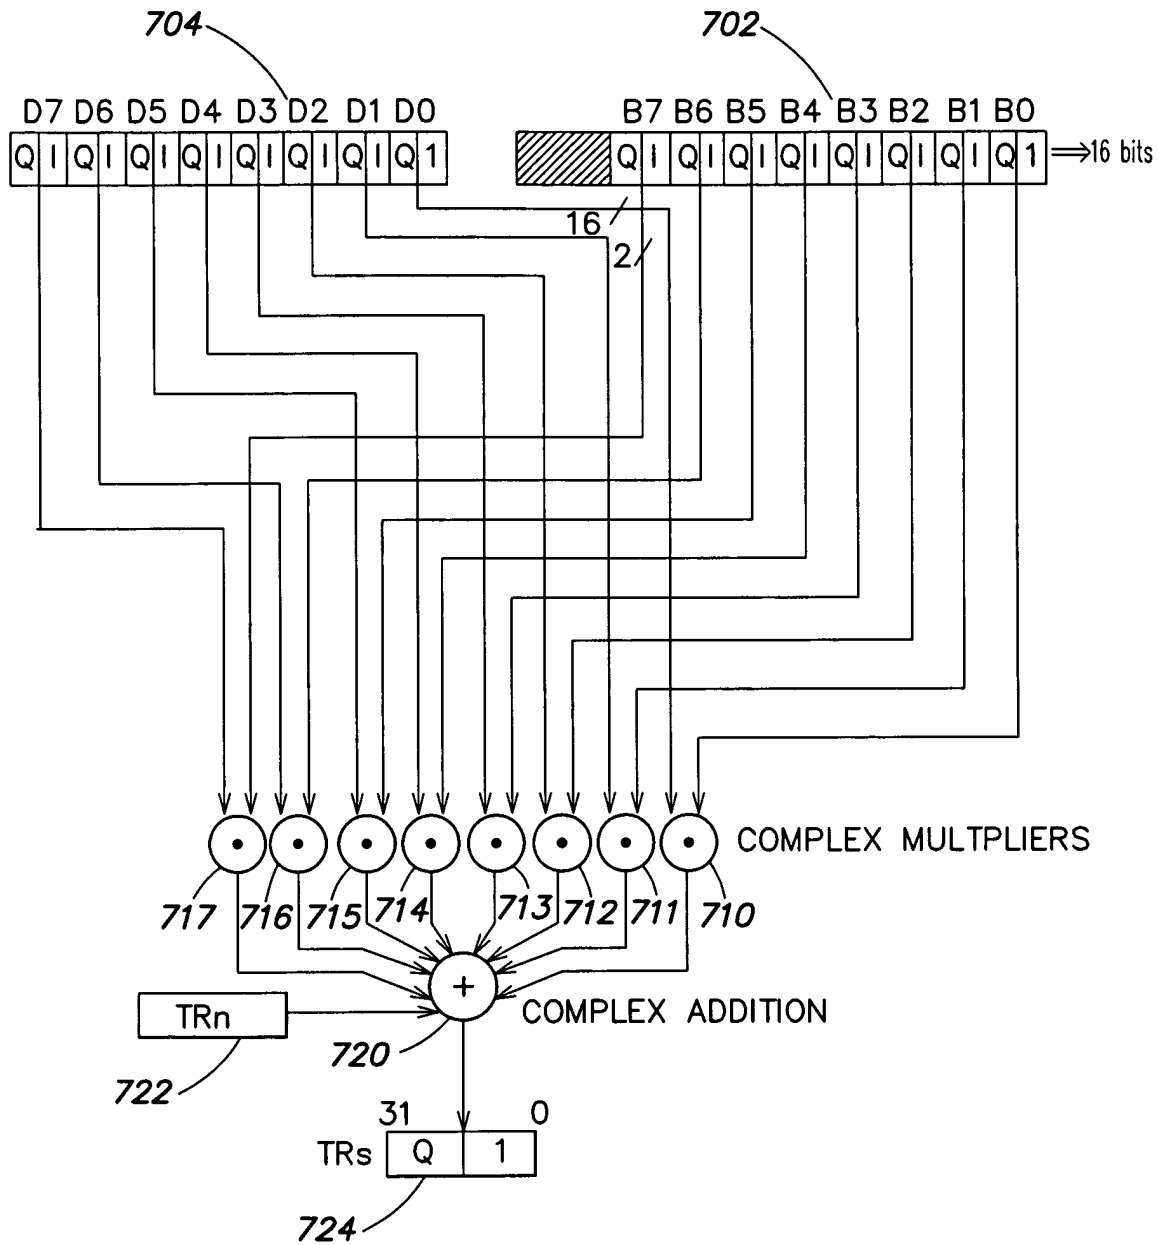 704 702
D7 D6 D5 D4 D3 D2 D1 D0 B7 B6 B5 B4 B3 B2 B1 B0
Q I Q I Q I Q I Q I Q I Q I Q 1 Q I Q I Q I Q I Q I Q I Q I Q 1 ⇒16 bits
16
2
COMPLEX MULTPLIERS
717 716 715 714 713 712 711 710
+
TRn
COMPLEX ADDITION
720
722
31 0
TRs Q 1
724